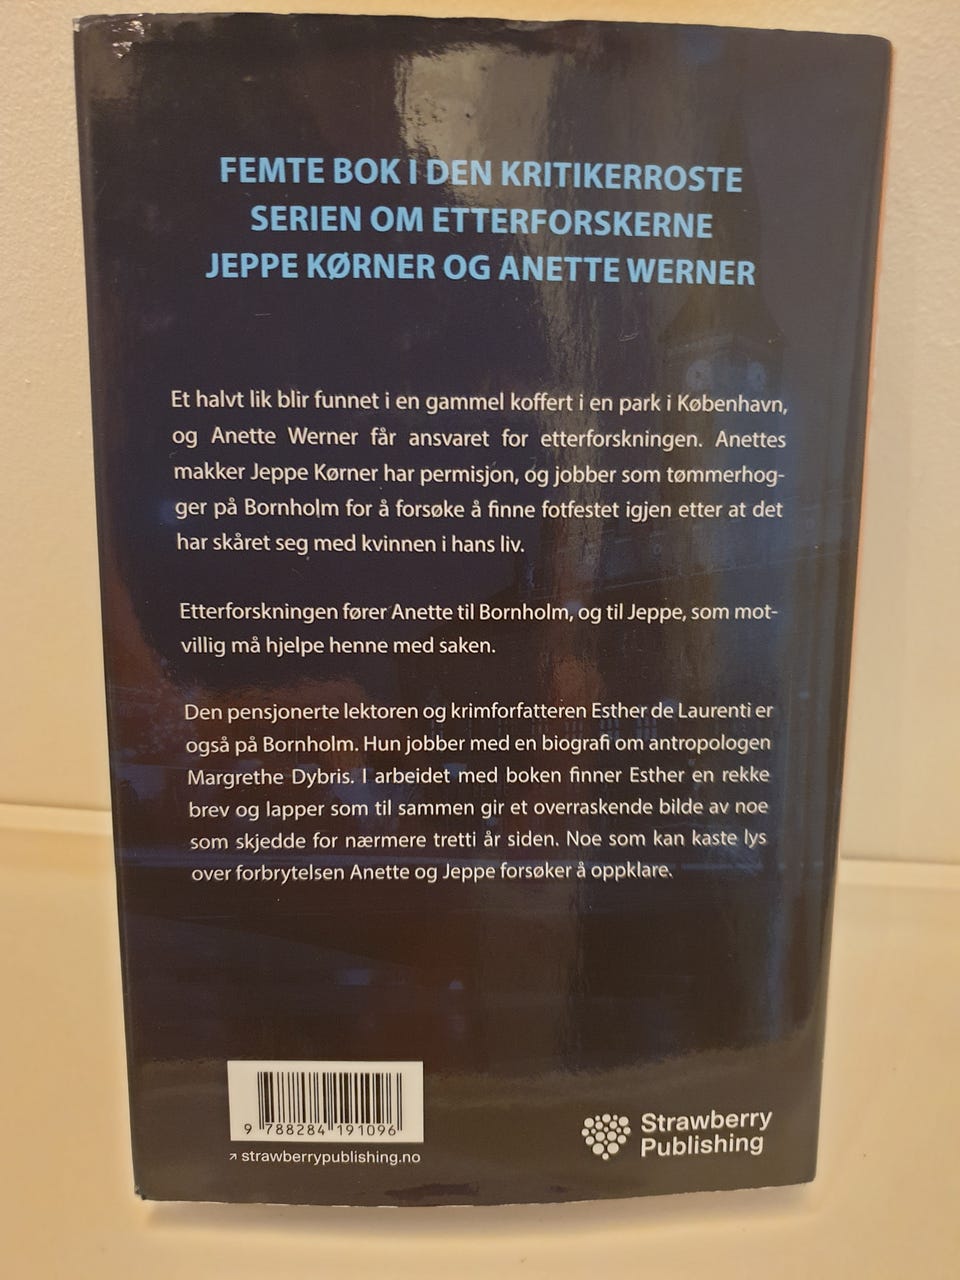 FEMTE BOK I DEN KRITIKERROSTE
SERIEN OM ETTERFORSKERNE
JEPPE KØRNER OG ANETTE WERNER
Et halvt lik blir funnet i en gammel koffert i en park i København,
og Anette Werner får ansvaret for etterforskningen. Anettes
makker Jeppe Kørner har permisjon, og jobber som tømmerhog-
ger på Bornholm for å forsøke å finne fotfestet igjen etter at det
har skåret seg med kvinnen i hans liv.
Etterforskningen fører Anette til Bornholm, og til Jeppe, som mot-
villig må hjelpe henne med saken.
Den pensjonerte lektoren og krimforfatteren Esther de Laurenti er
også på Bornholm. Hun jobber med en biografi om antropologen
Margrethe Dybris. I arbeidet med boken finner Esther en rekke
brev og lapper som til sammen gir et overraskende bilde av noe
som skjedde for nærmere tretti år siden. Noe som kan kaste lys
over forbrytelsen Anette og Jeppe forsøker å oppklare.
9 788284 191096
↗ strawberrypublishing.no
Strawberry
Publishing